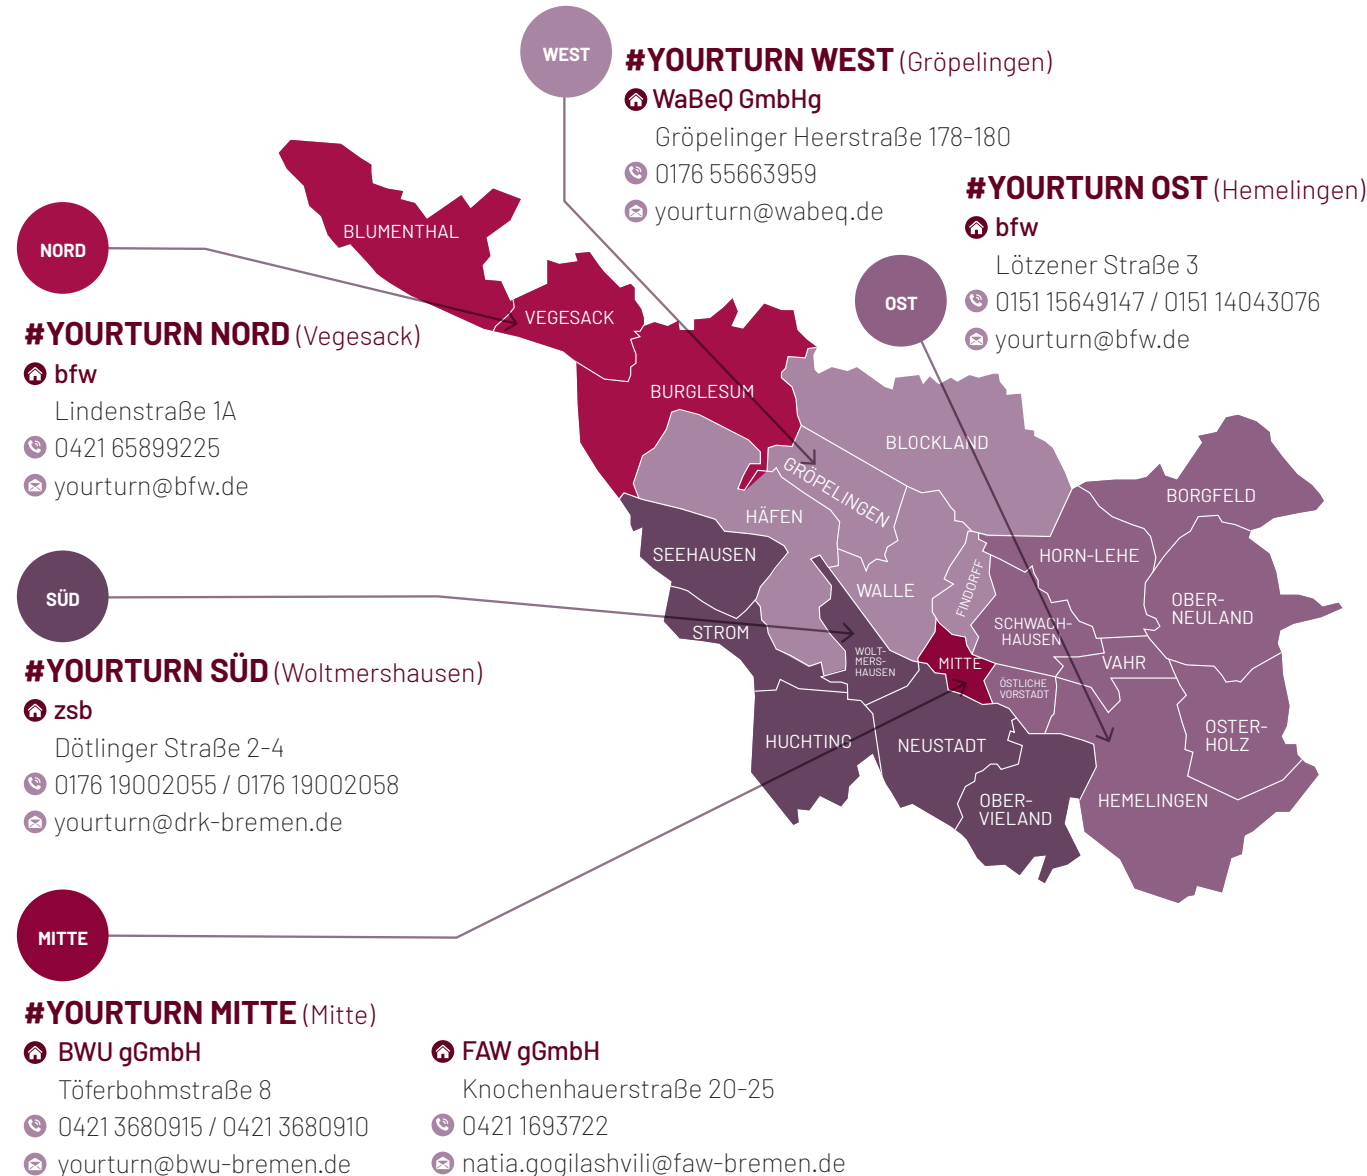 WEST
#YOURTURN WEST (Gröpelingen)
WaBeQ GmbHg
Gröpelinger Heerstraße 178-180
0176 55663959
yourturn@wabeq.de
#YOURTURN OST (Hemelingen)
bfw
Lötzener Straße 3
0151 15649147 / 0151 14043076
yourturn@bfw.de
OST
NORD
#YOURTURN NORD (Vegesack)
bfw
Lindenstraße 1A
0421 65899225
yourturn@bfw.de
BLUMENTHAL
VEGESACK
BURGLESUM
BLOCKLAND
GRÖPELINGEN
HÄFEN
BORGFELD
SEEHAUSEN
HORN-LEHE
WALLE
FINDORFF
OBER-
NEULAND
STROM
SCHWACH-
HAUSEN
WOLT-
MERS-
HAUSEN
MITTE
VAHR
ÖSTLICHE
VORSTADT
HUCHTING
NEUSTADT
OSTER-
HOLZ
OBER-
VIELAND
HEMELINGEN
SÜD
#YOURTURN SÜD (Woltmershausen)
zsb
Dötlinger Straße 2-4
0176 19002055 / 0176 19002058
yourturn@drk-bremen.de
MITTE
#YOURTURN MITTE (Mitte)
BWU gGmbH
Töferbohmstraße 8
0421 3680915 / 0421 3680910
yourturn@bwu-bremen.de
FAW gGmbH
Knochenhauerstraße 20-25
0421 1693722
natia.gogilashvili@faw-bremen.de